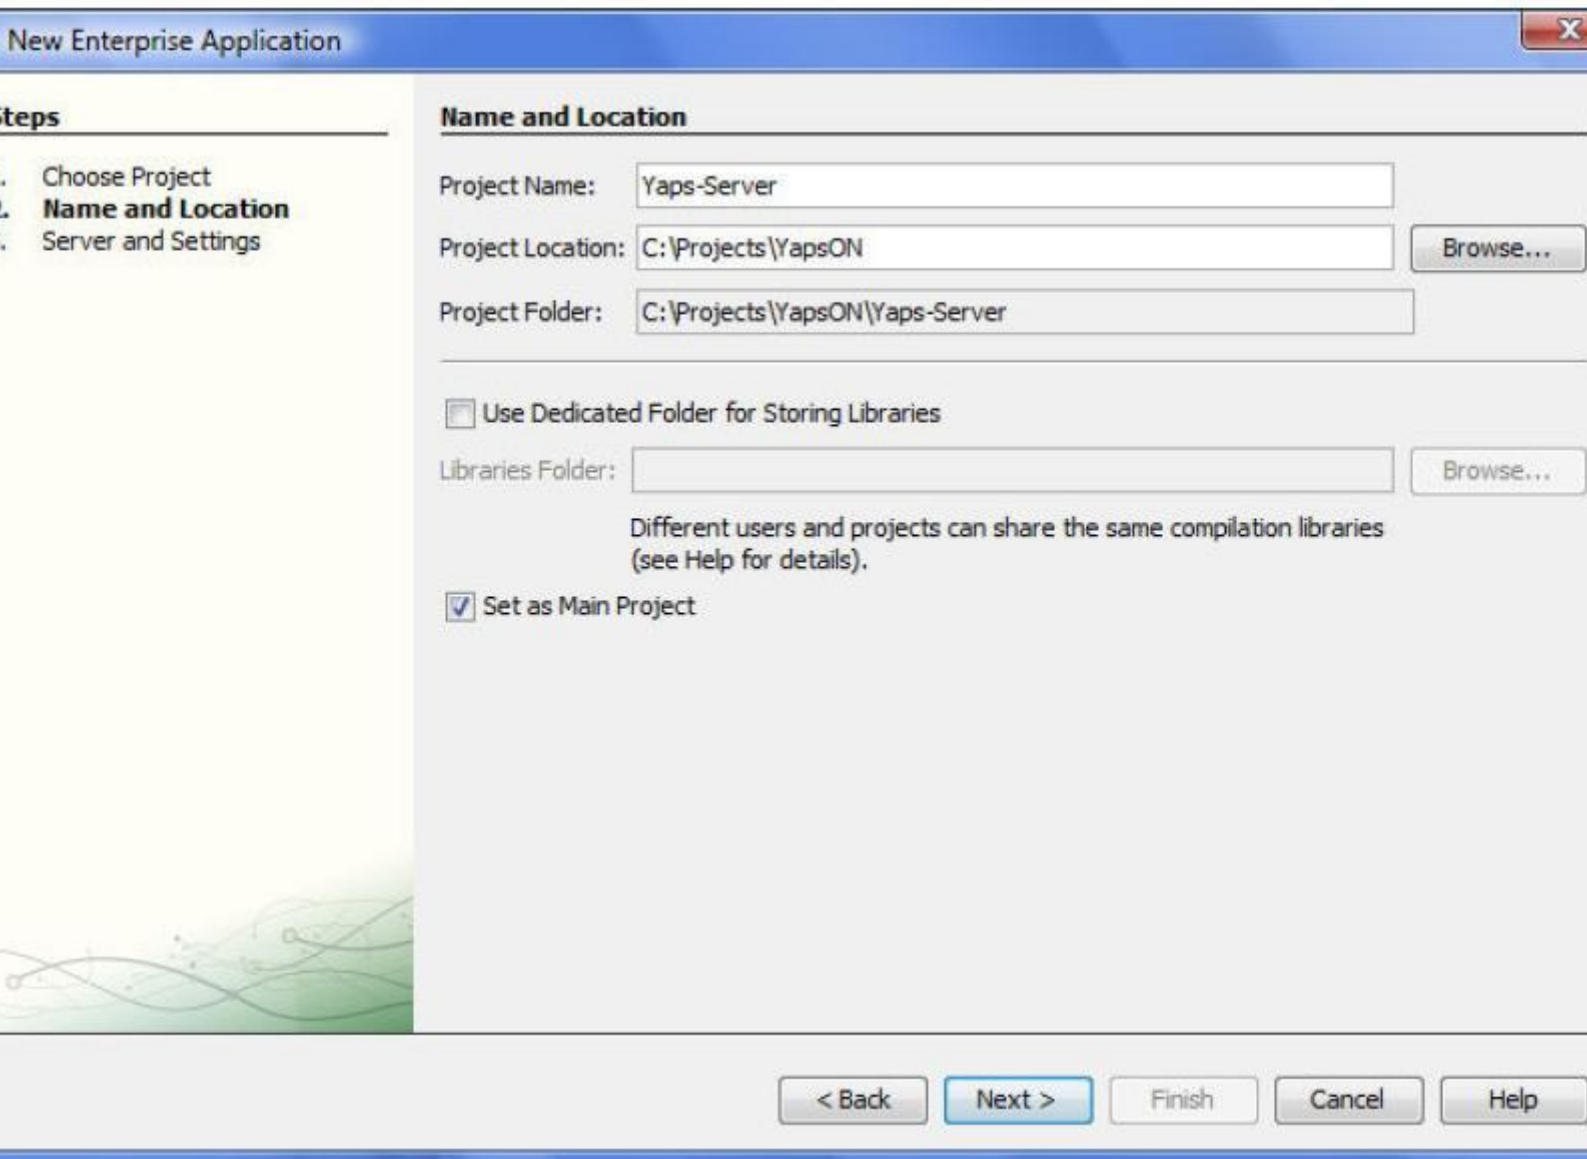 New Enterprise Application
X
Steps
Choose Project
Name and Location
Server and Settings
Name and Location
Project Name: Yaps-Server
Project Location: C:\Projects\YapsON Browse...
Project Folder: C:\Projects\YapsON\Yaps-Server
Use Dedicated Folder for Storing Libraries
Libraries Folder: Browse...
Different users and projects can share the same compilation libraries
(see Help for details).
Set as Main Project
< Back Next > Finish Cancel Help